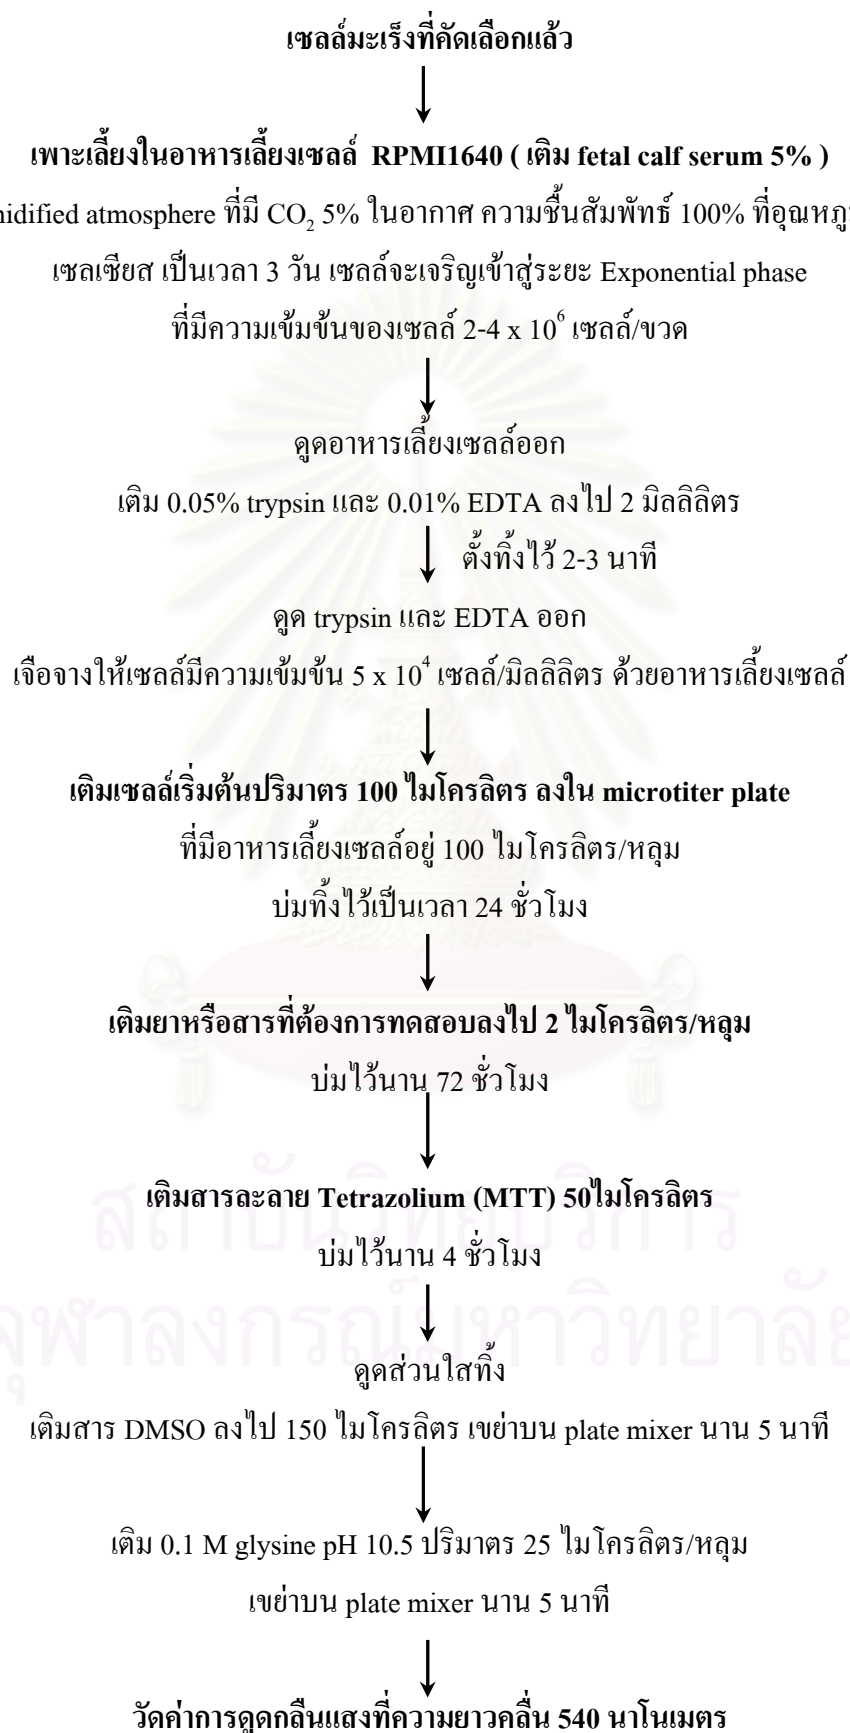 เซลล์มะเร็งที่คัดเลือกแล้ว
เพาะเลี้ยงในอาหารเลี้ยงเซลล์ RPMI1640 ( เติม fetal calf serum 5% )
atmosphere ที่มี CO₂ 5% ในอากาศ ความชื้นสัมพัทธ์ 100%
เซลเซียส เป็นเวลา 3 วัน เซลล์จะเจริญเข้าสู่ระยะ Exponential phase
ที่มีความเข้มข้นของเซลล์ 2-4 x 10⁶ เซลล์/ขวด
ดูดอาหารเลี้ยงเซลล์ออก
เติม 0.05% trypsin และ 0.01% EDTA ลงไป 2 มิลลิลิตร
ตั้งทิ้งไว้ 2-3 นาที
ดูด trypsin และ EDTA ออก
เจือจางให้เซลล์มีความเข้มข้น 5 x 10⁴ เซลล์/มิลลิลิตร ด้วยอาหารเลี้ยงเซลล์
เติมเซลล์เริ่มต้นปริมาตร 100 ไมโครลิตร ลงใน microtiter plate
ที่มีอาหารเลี้ยงเซลล์อยู่ 100 ไมโครลิตร/หลุม
บ่มทิ้งไว้เป็นเวลา 24 ชั่วโมง
เติมยาหรือสารที่ต้องการทดสอบลงไป 2 ไมโครลิตร/หลุม
บ่มไว้นาน 72 ชั่วโมง
เติมสารละลาย Tetrazolium (MTT) 50ไมโครลิตร
สถาบันวิทยบริการ
บ่มไว้นาน 4 ชั่วโมง
จุฬาลงกรณ์มหาวิทยาลัย
ดูดส่วนใสทิ้ง
เติมสาร DMSO ลงไป 150 ไมโครลิตร เขย่าบน plate mixer นาน 5 นาที
เติม 0.1 M glysine pH 10.5 ปริมาตร 25 ไมโครลิตร/หลุม
เขย่าบน plate mixer นาน 5 นาที
วัดค่าการดูดกลืนแสงที่ความยาวคลื่น 540 นาโนเมตร